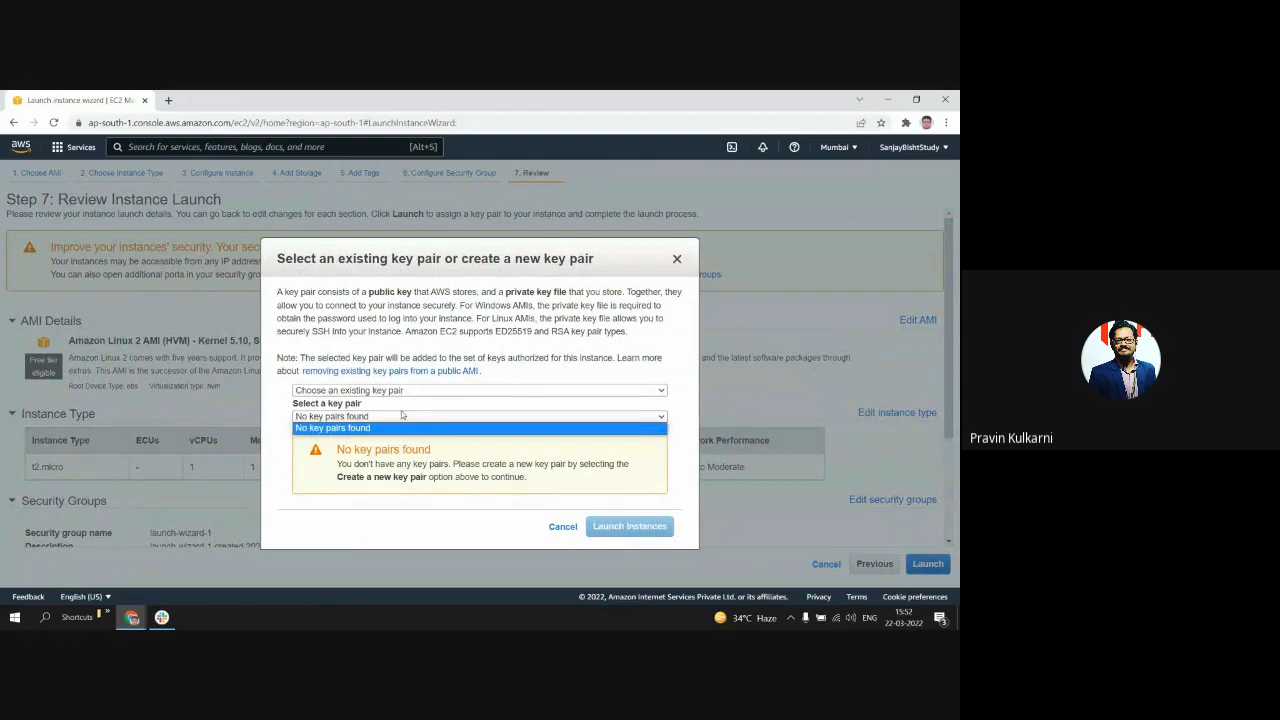 Launch instance wizard | EC2 Ma
ap-south-1.console.aws.amazon.com/ec2/v2/home?region=ap-south-1#LaunchInstanceWizard:
aws Services Search for services, features, blogs, docs, and more [Alt+S] Mumbai SanjayBishtStudy
1. Choose AMI 2. Choose Instance Type 3. Configure Instance 4. Add Storage 5. Add Tags 6. Configure Security Group 7. Review
Step 7: Review Instance Launch
Please review your instance launch details. You can go back to edit changes for each section. Click Launch to assign a key pair to your instance and complete the launch process.
Improve your instances' security. Your sec
Your instances may be accessible from any IP address
You can also open additional ports in your security gro
oups
Select an existing key pair or create a new key pair
A key pair consists of a public key that AWS stores, and a private key file that you store. Together, they
allow you to connect to your instance securely. For Windows AMIs, the private key file is required to
obtain the password used to log into your instance. For Linux AMIs, the private key file allows you to
securely SSH into your instance. Amazon EC2 supports ED25519 and RSA key pair types.
Note: The selected key pair will be added to the set of keys authorized for this instance. Learn more
about removing existing key pairs from a public AMI .
Choose an existing key pair
Select a key pair
No key pairs found
No key pairs found
No key pairs found
You don't have any key pairs. Please create a new key pair by selecting the
Create a new key pair option above to continue.
Cancel Launch Instances
AMI Details Edit AMI
Amazon Linux 2 AMI (HVM) - Kernel 5.10, S
Free tier
eligible
Amazon Linux 2 comes with five years support. It pro
and the latest software packages through
extras. This AMI is the successor of the Amazon Linux
Root Device Type: ebs Virtualization type: hvm
Instance Type Edit instance type
Instance Type ECUs vCPUs Me ork Performance
t2.micro - 1 1 to Moderate
Security Groups Edit security groups
Security group name launch-wizard-1
Description launch-wizard-1 created 202
Cancel Previous Launch
Feedback English (US) © 2022, Amazon Internet Services Private Ltd. or its affiliates. Privacy Terms Cookie preferences
Shortcuts 34°C Haze ENG 15:52
22-03-2022
3
Pravin Kulkarni